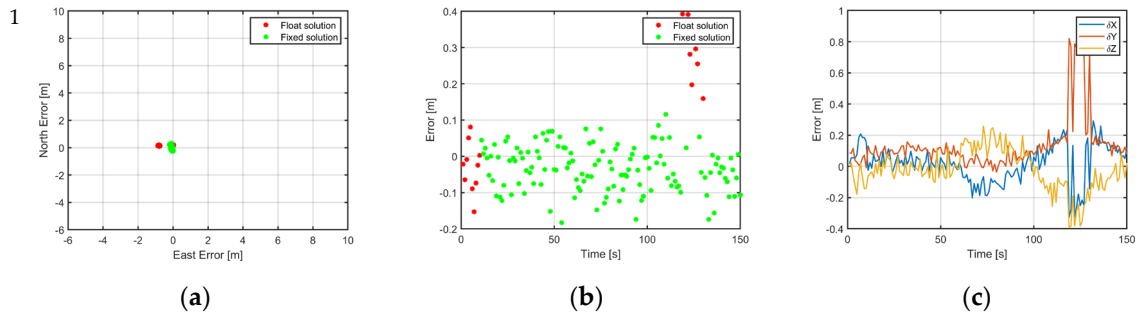 1
Float solution
Fixed solution
10
8
6
4
2
0
-2
-4
-6
North Error [m]
-6 -4 -2 0 2 4 6 8 10
East Error [m]
(a)
Float solution
Fixed solution
0.4
0.3
0.2
0.1
0
-0.1
-0.2
Error [m]
0 50 100 150
Time [s]
(b)
δX
δY
δZ
1
0.8
0.6
0.4
0.2
0
-0.2
-0.4
Error [m]
0 50 100 150
Time [s]
(c)